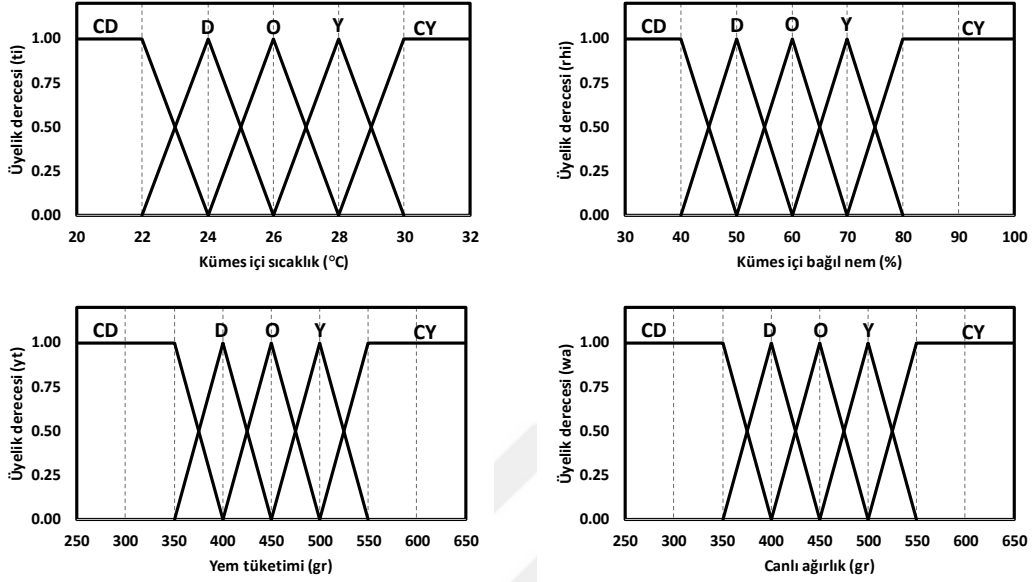 CD D O Y CY
1.00
0.75
0.50
0.25
0.00
20 22 24 26 28 30 32
Üyelik derecesi (ti)
Kümes içi sıcaklık (°C)
CD D O Y CY
1.00
0.75
0.50
0.25
0.00
30 40 50 60 70 80 90 100
Üyelik derecesi (rhi)
Kümes içi bağıl nem (%)
CD D O Y CY
1.00
0.75
0.50
0.25
0.00
250 300 350 400 450 500 550 600 650
Üyelik derecesi (yt)
Yem tüketimi (gr)
CD D O Y CY
1.00
0.75
0.50
0.25
0.00
250 300 350 400 450 500 550 600 650
Üyelik derecesi (wa)
Canlı ağırlık (gr)